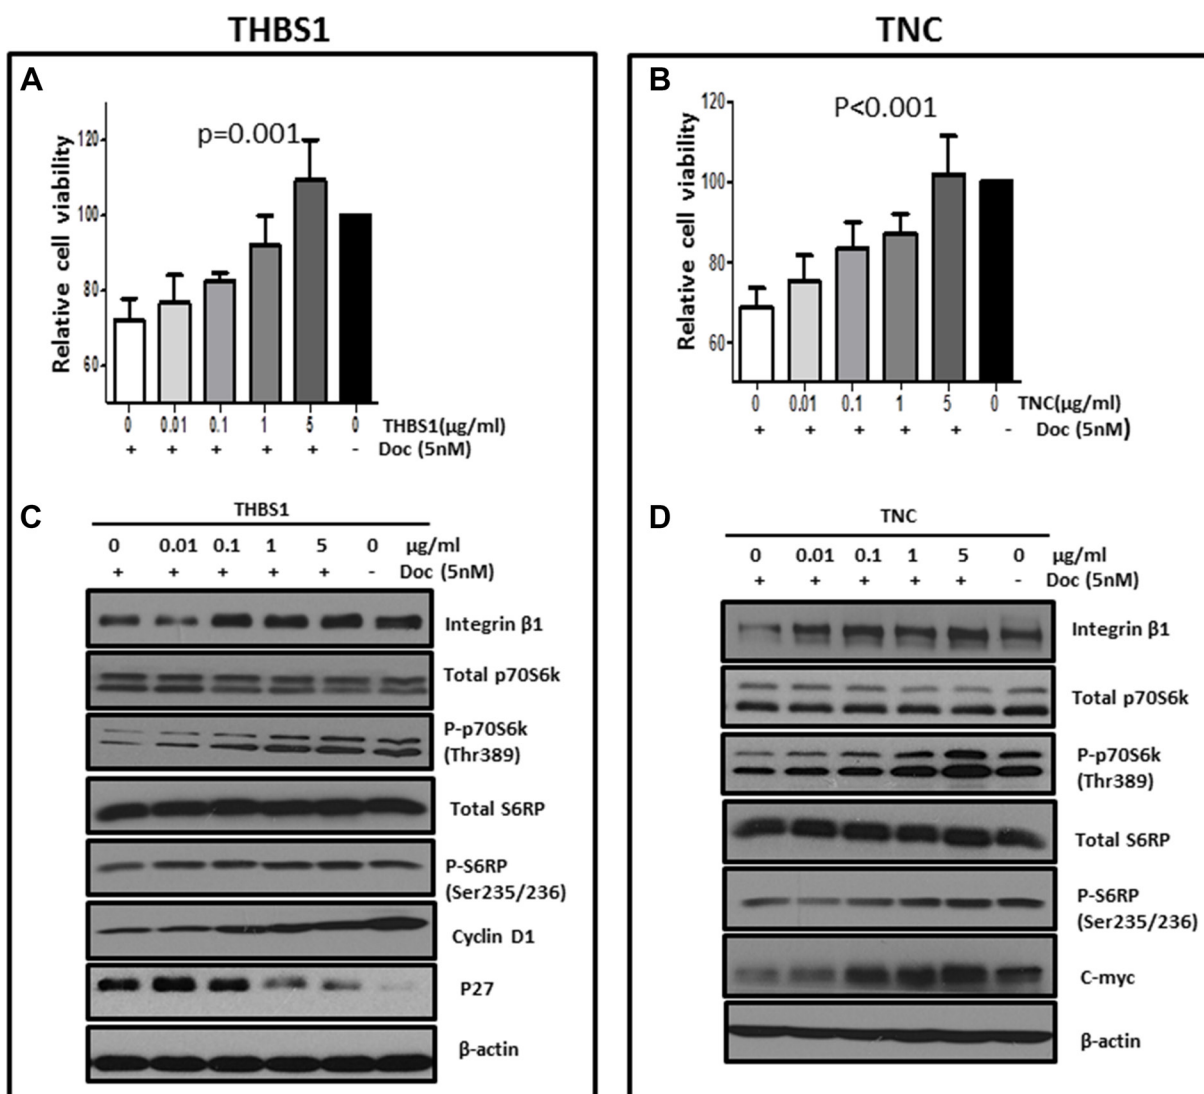 THBS1
TNC
A
p=0.001
Relative cell viability
120
100
80
60
0 0.01 0.1 1 5 0 THBS1(μg/ml)
+ + + + + - Doc (5nM)
B
P<0.001
Relative cell viability
120
100
80
60
0 0.01 0.1 1 5 0 TNC(μg/ml)
+ + + + + - Doc (5nM)
C
THBS1
0 0.01 0.1 1 5 0 μg/ml
+ + + + + - Doc (5nM)
Integrin β1
Total p70S6k
P-p70S6k
(Thr389)
Total S6RP
P-S6RP
(Ser235/236)
Cyclin D1
P27
β-actin
D
TNC
0 0.01 0.1 1 5 0 μg/ml
+ + + + + - Doc (5nM)
Integrin β1
Total p70S6k
P-p70S6k
(Thr389)
Total S6RP
P-S6RP
(Ser235/236)
C-myc
β-actin